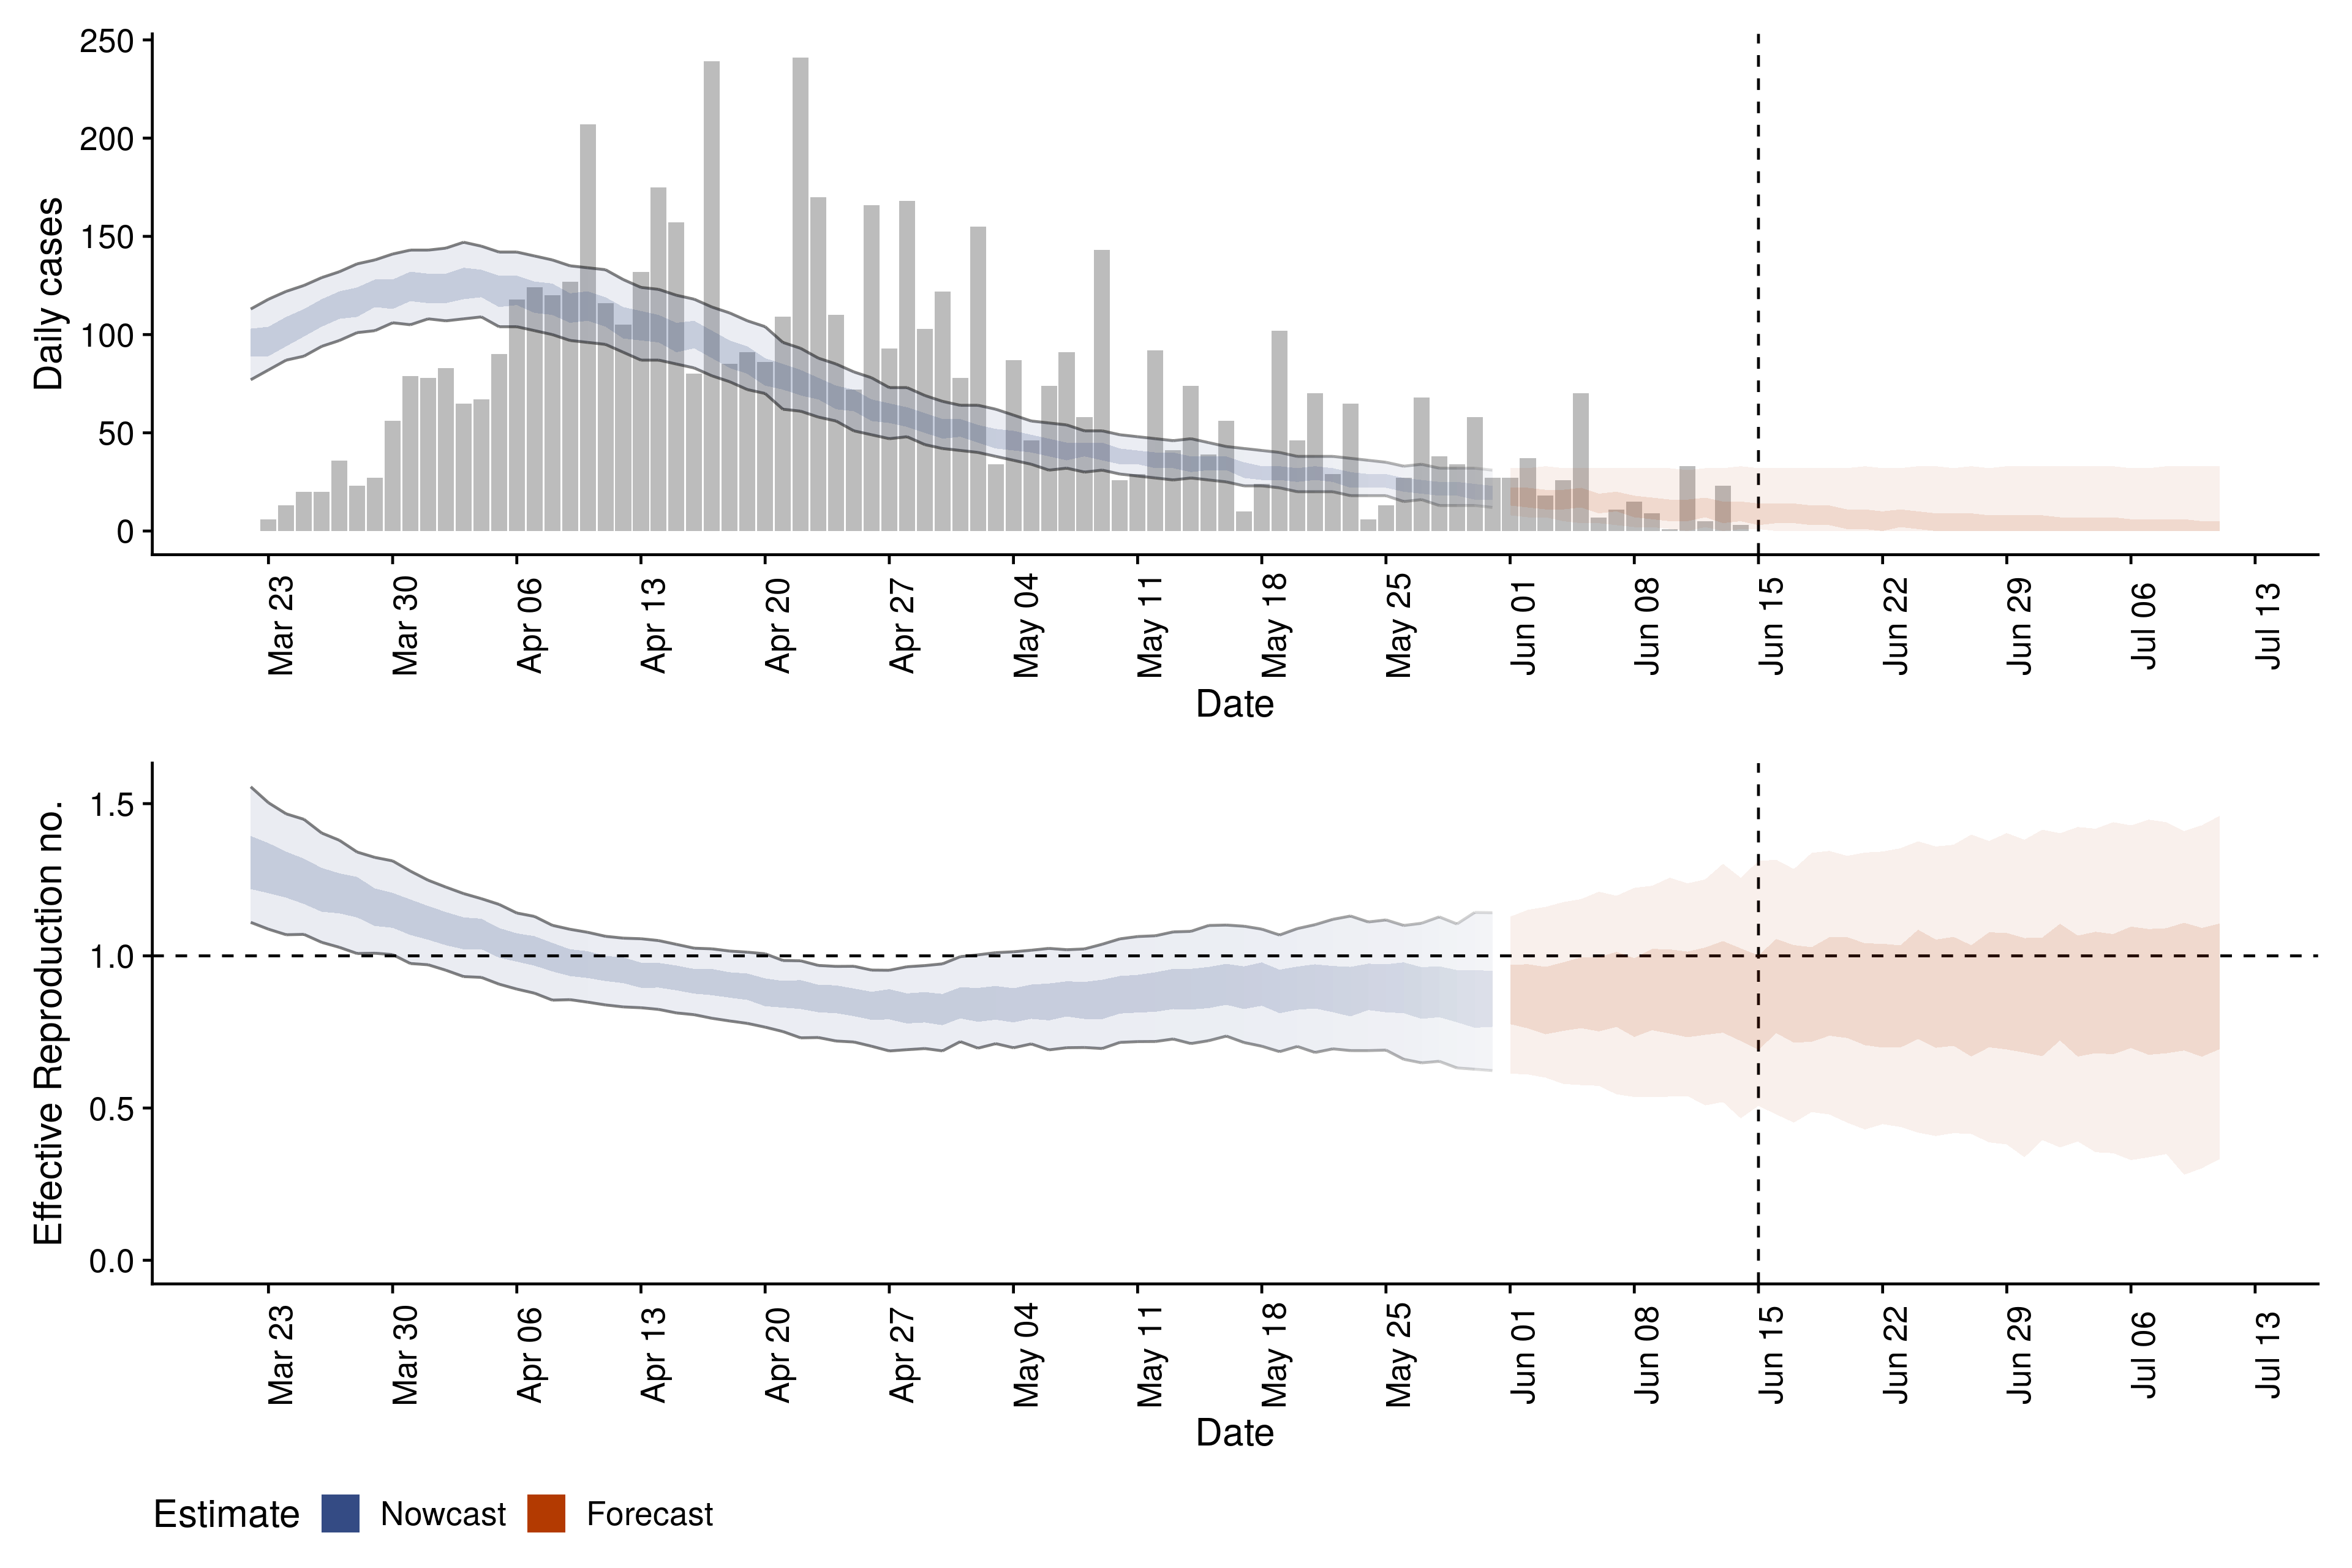 Daily cases
250
200
150
100
50
0
Mar 23 Mar 30 Apr 06 Apr 13 Apr 20 Apr 27 May 04 May 11 May 18 May 25 Jun 01 Jun 08 Jun 15 Jun 22 Jun 29 Jul 06 Jul 13
Date
Effective Reproduction no.
1.5
1.0
0.5
0.0
Mar 23 Mar 30 Apr 06 Apr 13 Apr 20 Apr 27 May 04 May 11 May 18 May 25 Jun 01 Jun 08 Jun 15 Jun 22 Jun 29 Jul 06 Jul 13
Date
Estimate Nowcast Forecast